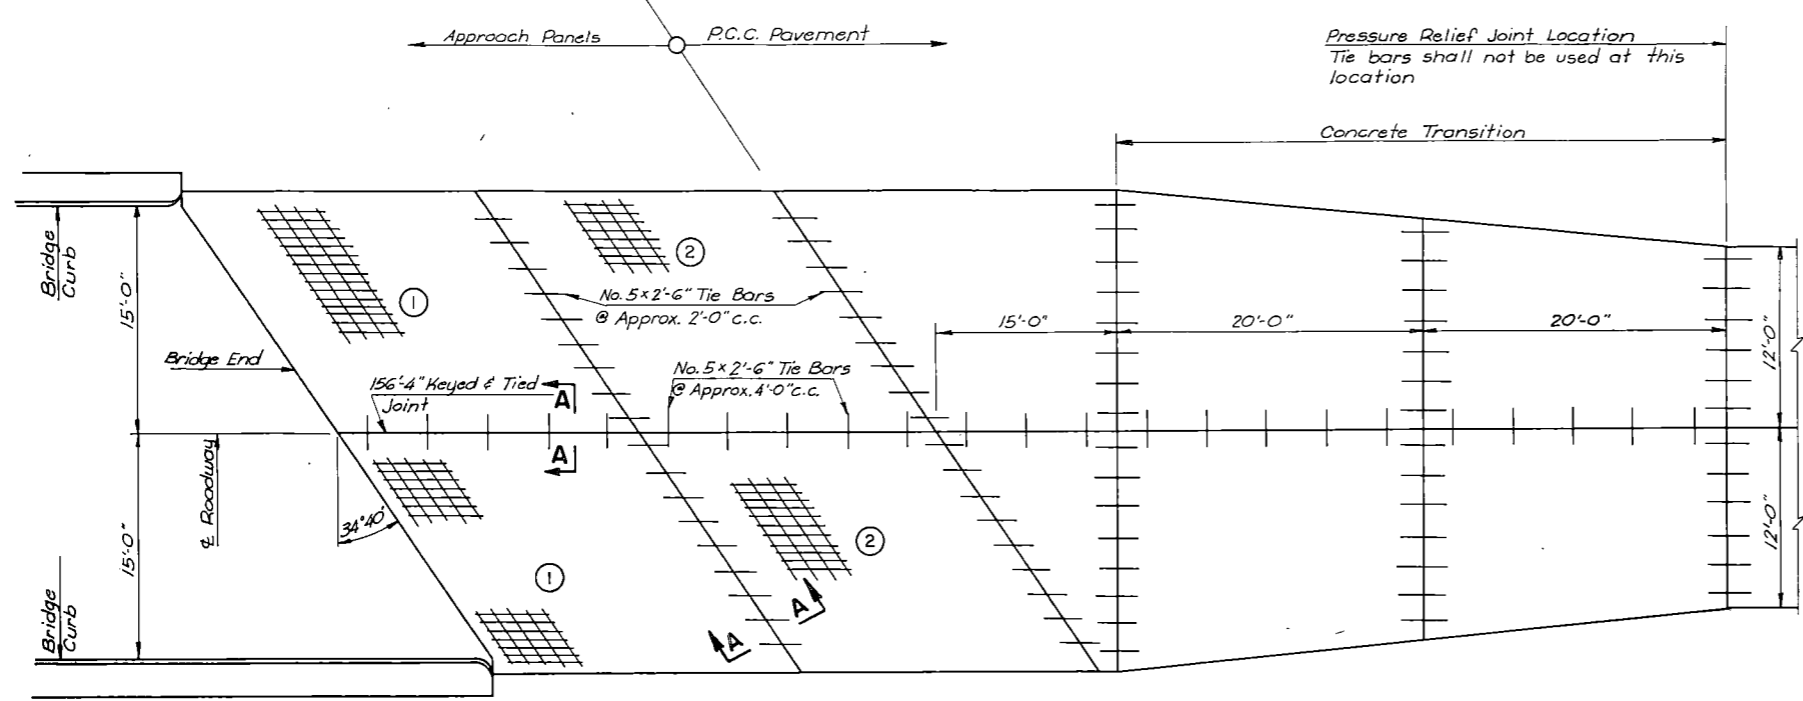 Approach Panels
P.C.C. Pavement
Pressure Relief Joint Location
Tie bars shall not be used at this
location
Concrete Transition
Bridge
Curb
15'-0"
1
2
No. 5 × 2'-6" Tie Bars
@ Approx. 2'-0" c.c.
15'-0"
20'-0"
20'-0"
12'-0"
Bridge End
156'-4" Keyed & Tied
Joint
A
No. 5 × 2'-6" Tie Bars
@ Approx. 4'-0" c.c.
A
℄ Roadway
34°40'
15'-0"
1
2
12'-0"
A
A
Bridge
Curb